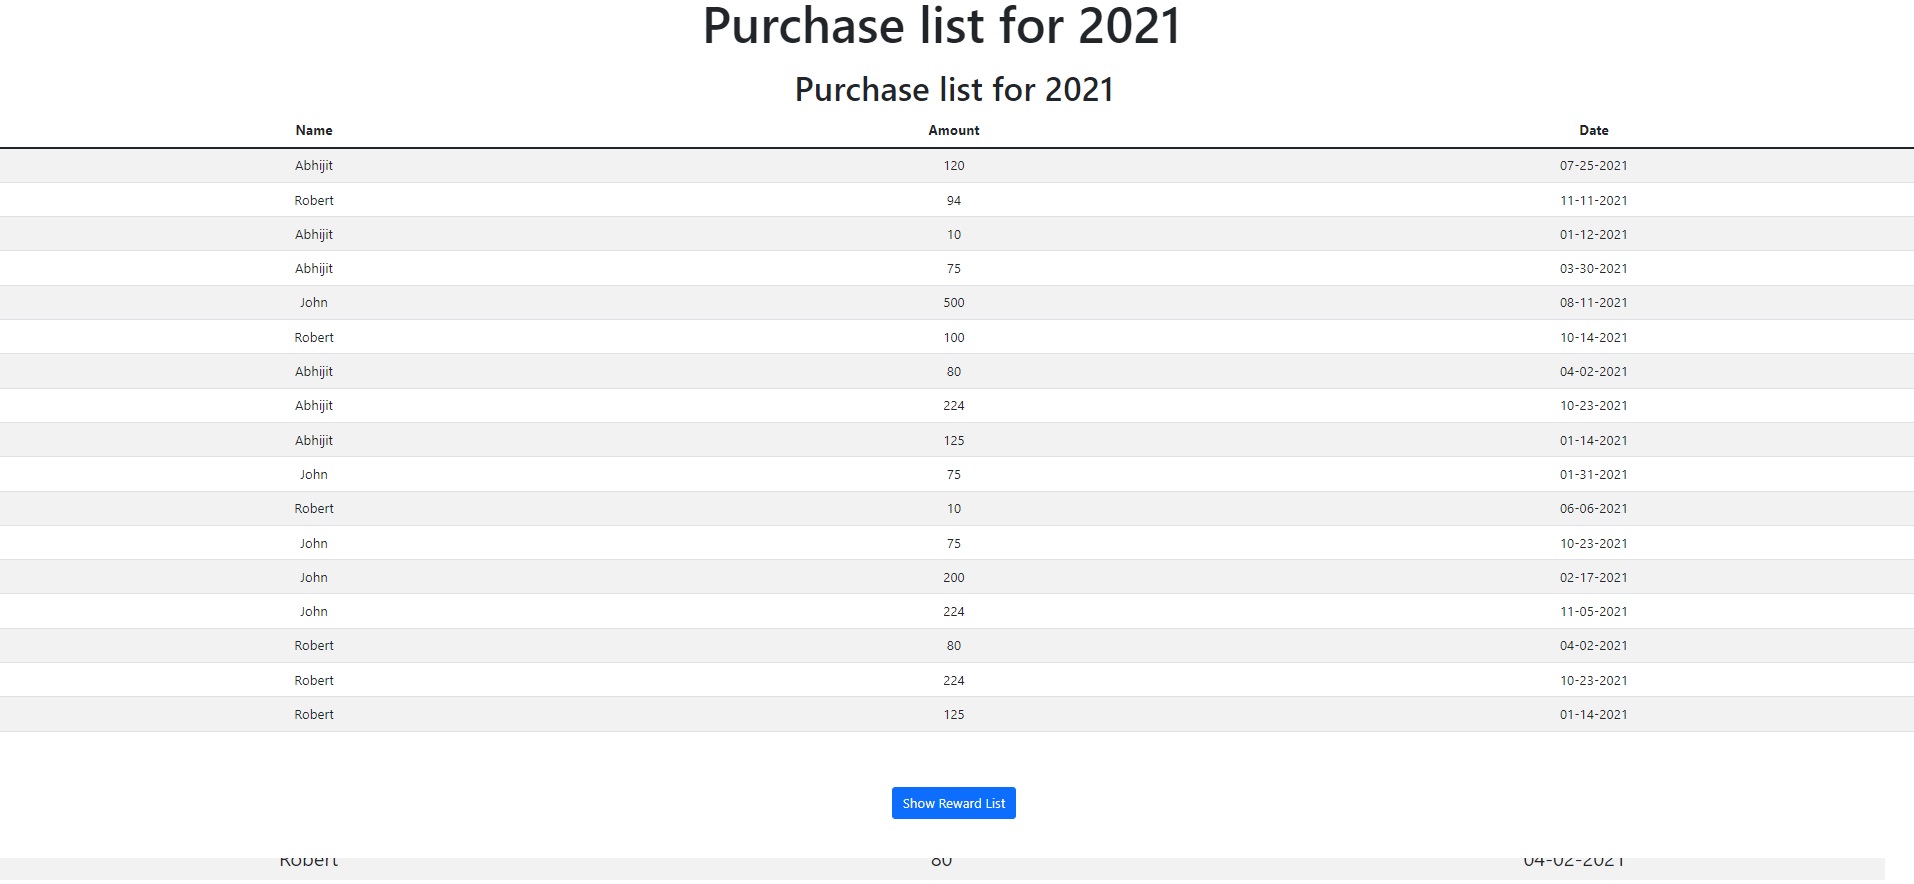 Purchase list for 2021
Purchase list for 2021
Name Amount Date
Abhijit 120 07-25-2021
Robert 94 11-11-2021
Abhijit 10 01-12-2021
Abhijit 75 03-30-2021
John 500 08-11-2021
Robert 100 10-14-2021
Abhijit 80 04-02-2021
Abhijit 224 10-23-2021
Abhijit 125 01-14-2021
John 75 01-31-2021
Robert 10 06-06-2021
John 75 10-23-2021
John 200 02-17-2021
John 224 11-05-2021
Robert 80 04-02-2021
Robert 224 10-23-2021
Robert 125 01-14-2021
Show Reward List
Robert 80 04-02-2021